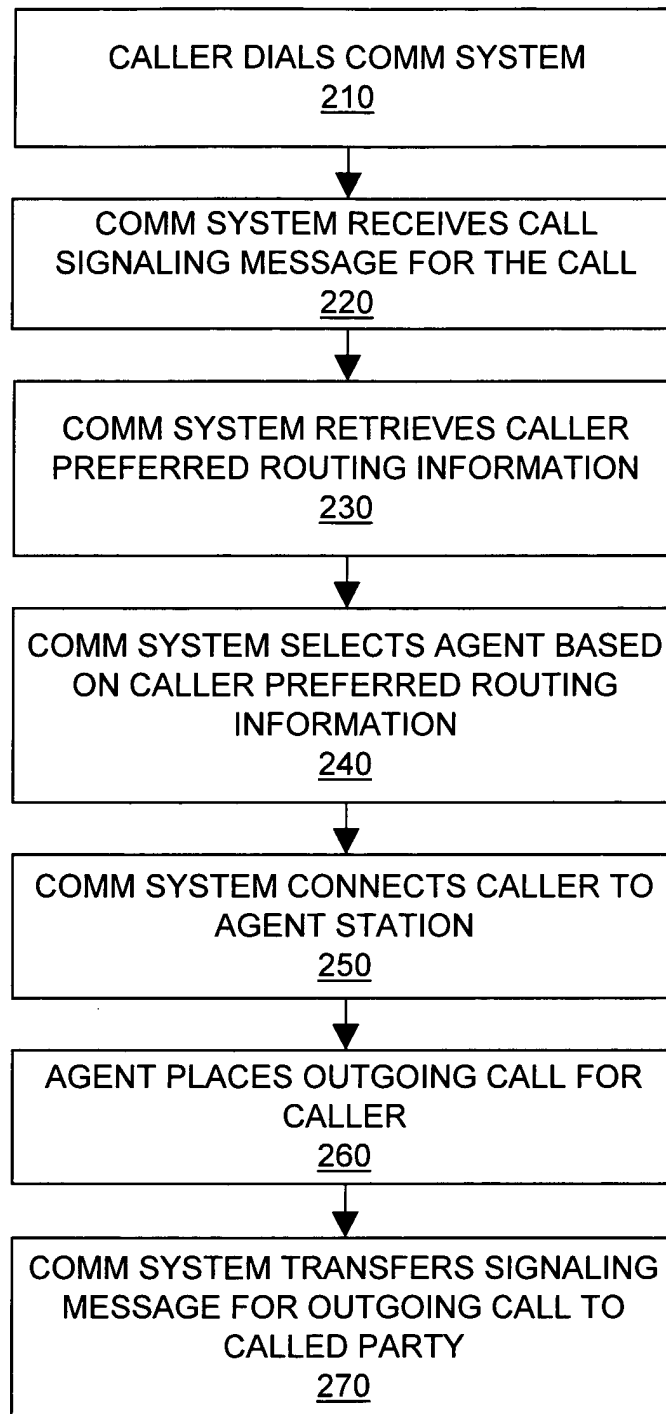 CALLER DIALS COMM SYSTEM
210
COMM SYSTEM RECEIVES CALL
SIGNALING MESSAGE FOR THE CALL
220
COMM SYSTEM RETRIEVES CALLER
PREFERRED ROUTING INFORMATION
230
COMM SYSTEM SELECTS AGENT BASED
ON CALLER PREFERRED ROUTING
INFORMATION
240
COMM SYSTEM CONNECTS CALLER TO
AGENT STATION
250
AGENT PLACES OUTGOING CALL FOR
CALLER
260
COMM SYSTEM TRANSFERS SIGNALING
MESSAGE FOR OUTGOING CALL TO
CALLED PARTY
270